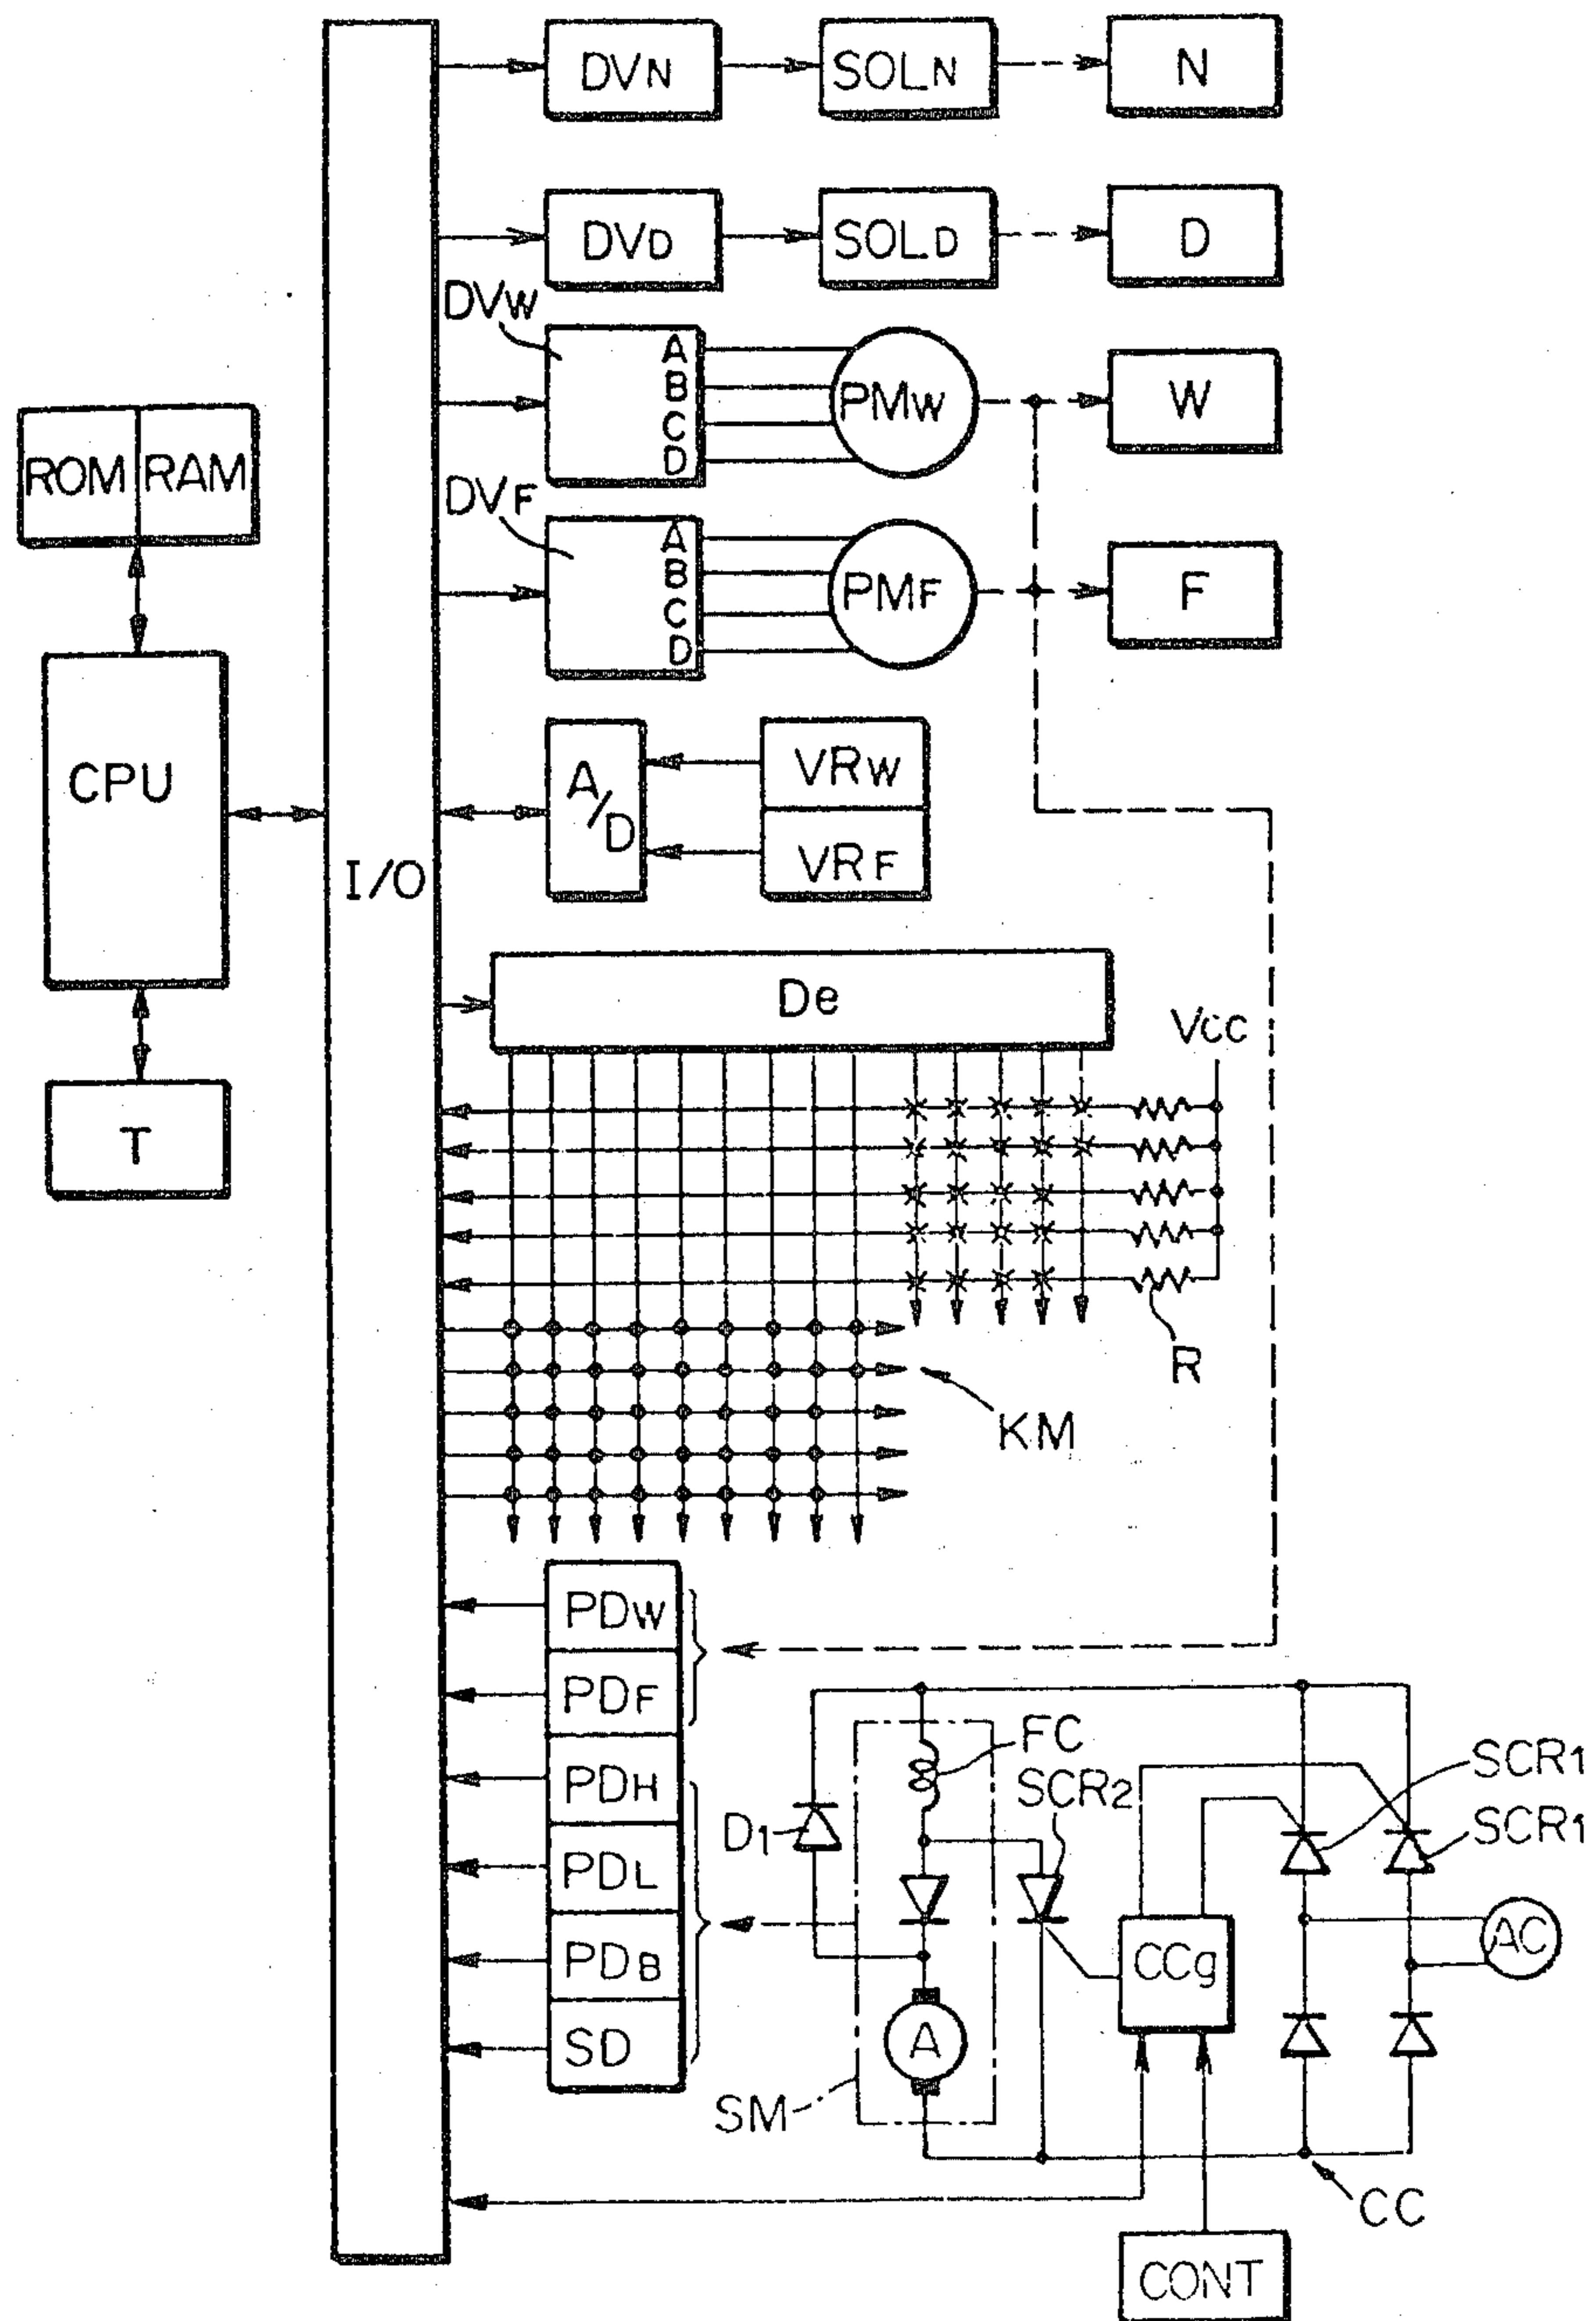 DVN
SOLN
N
DVD
SOLD
D
DVW
A
B
C
D
PMW
W
ROM
RAM
DVF
A
B
C
D
PMF
F
CPU
A/D
VRW
VRF
I/O
De
Vcc
T
R
KM
PDW
PDF
PDH
PDL
PDB
SD
FC
SCR2
SCR1
SCR1
D1
CCg
AC
A
SM
CC
CONT